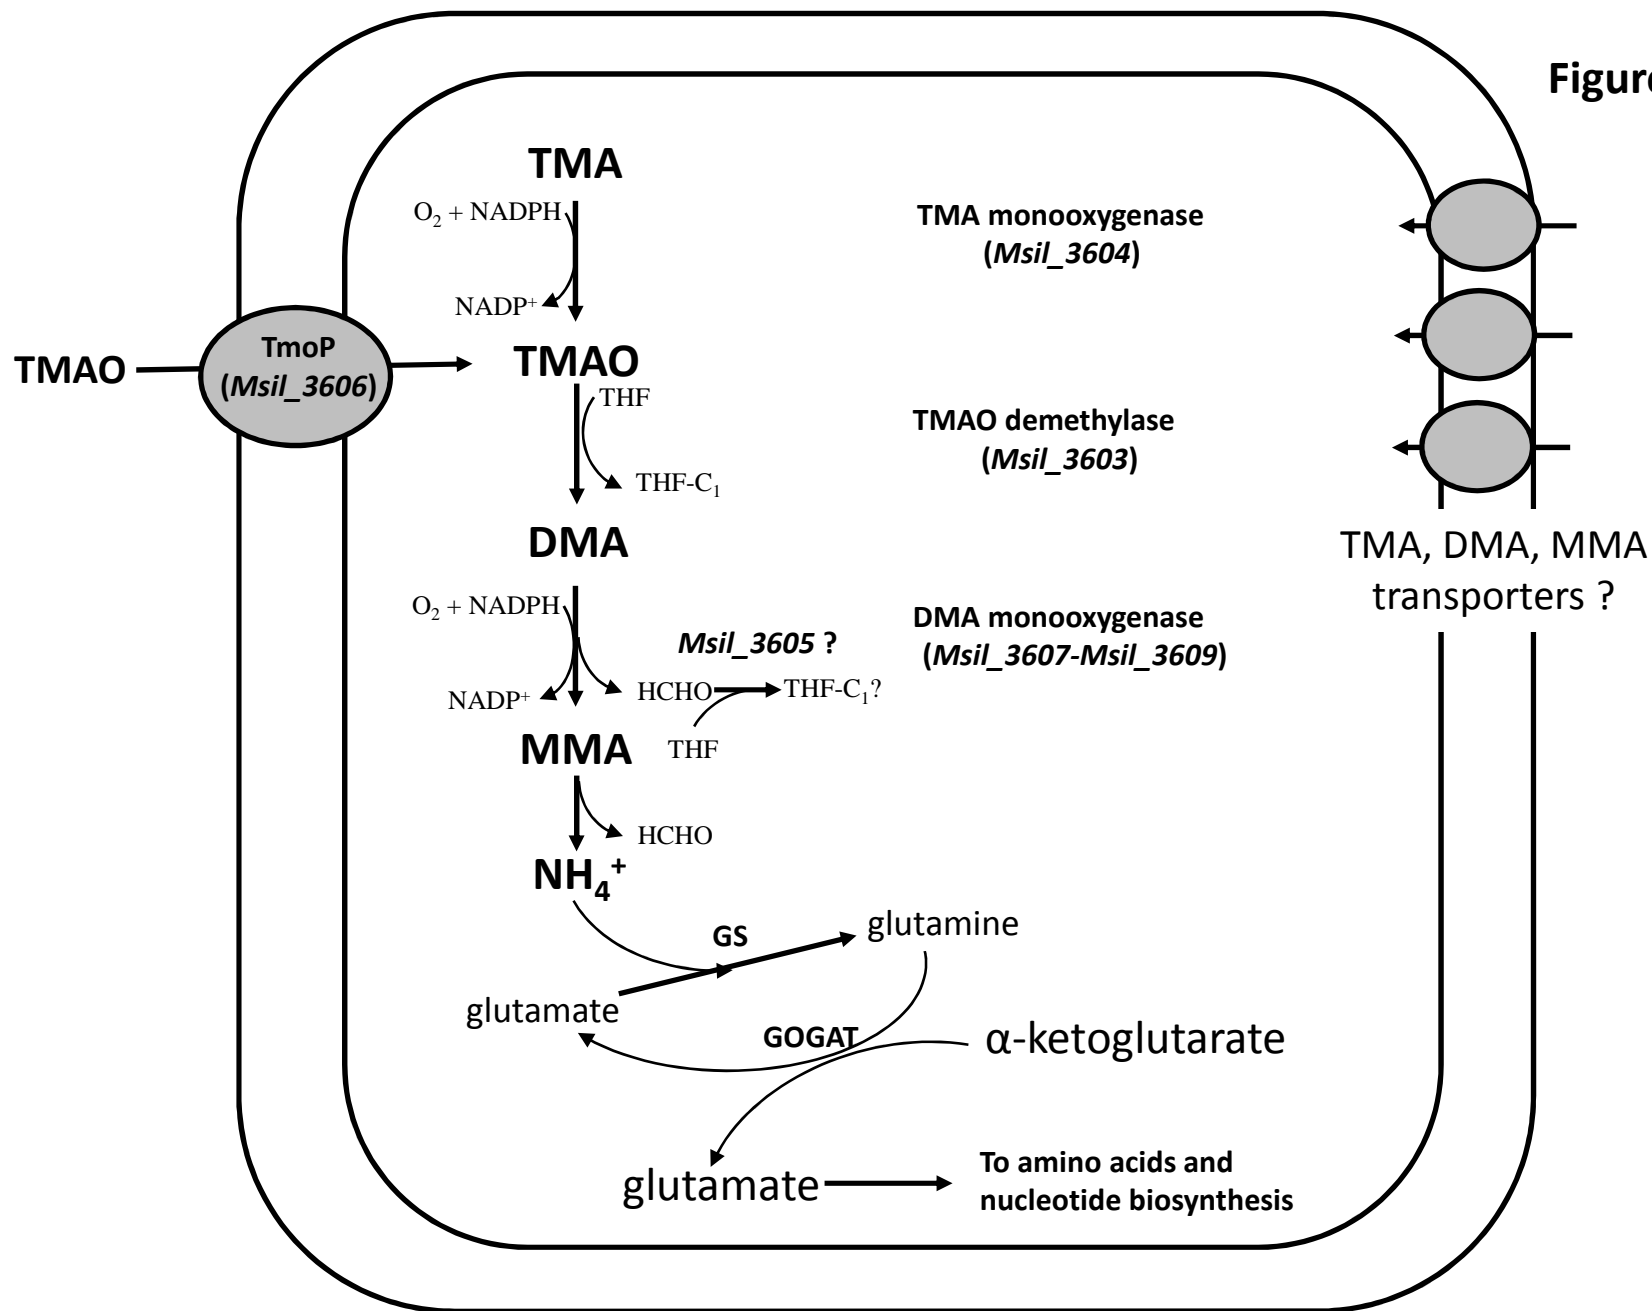 Figure
TMA
O₂ + NADPH
TMA monooxygenase
(Msil_3604)
NADP⁺
TMAO
TmoP
(Msil_3606)
TMAO
THF
TMAO demethylase
(Msil_3603)
THF-C₁
DMA
TMA, DMA, MMA
transporters ?
O₂ + NADPH
DMA monooxygenase
(Msil_3607-Msil_3609)
Msil_3605 ?
NADP⁺
HCHO
THF-C₁?
MMA
THF
HCHO
NH₄⁺
GS
glutamine
glutamate
GOGAT
α-ketoglutarate
glutamate
To amino acids and
nucleotide biosynthesis